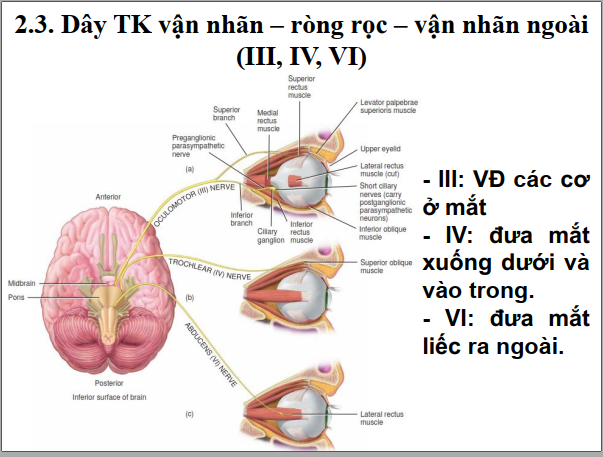 2.3. Dây TK vận nhãn – ròng rọc – vận nhãn ngoài
(III, IV, VI)
Superior
rectus
muscle
Superior
branch
Medial
rectus
muscle
Levator palpebrae
superioris muscle
Preganglionic
parasympathetic
nerve
Upper eyelid
(a)
Lateral rectus
muscle (cut)
Short ciliary
nerves (carry
postganglionic
parasympathetic
neurons)
Inferior oblique
muscle
Anterior
OCULOMOTOR (III) NERVE
Inferior
branch
Ciliary
ganglion
Inferior
rectus
muscle
TROCHLEAR (IV) NERVE
Superior oblique
muscle
Midbrain
Pons
(b)
ABDUCENS (VI) NERVE
Posterior
Inferior surface of brain
(c)
Lateral rectus
muscle
- III: VĐ các cơ
ở mắt
- IV: đưa mắt
xuống dưới và
vào trong.
- VI: đưa mắt
liếc ra ngoài.